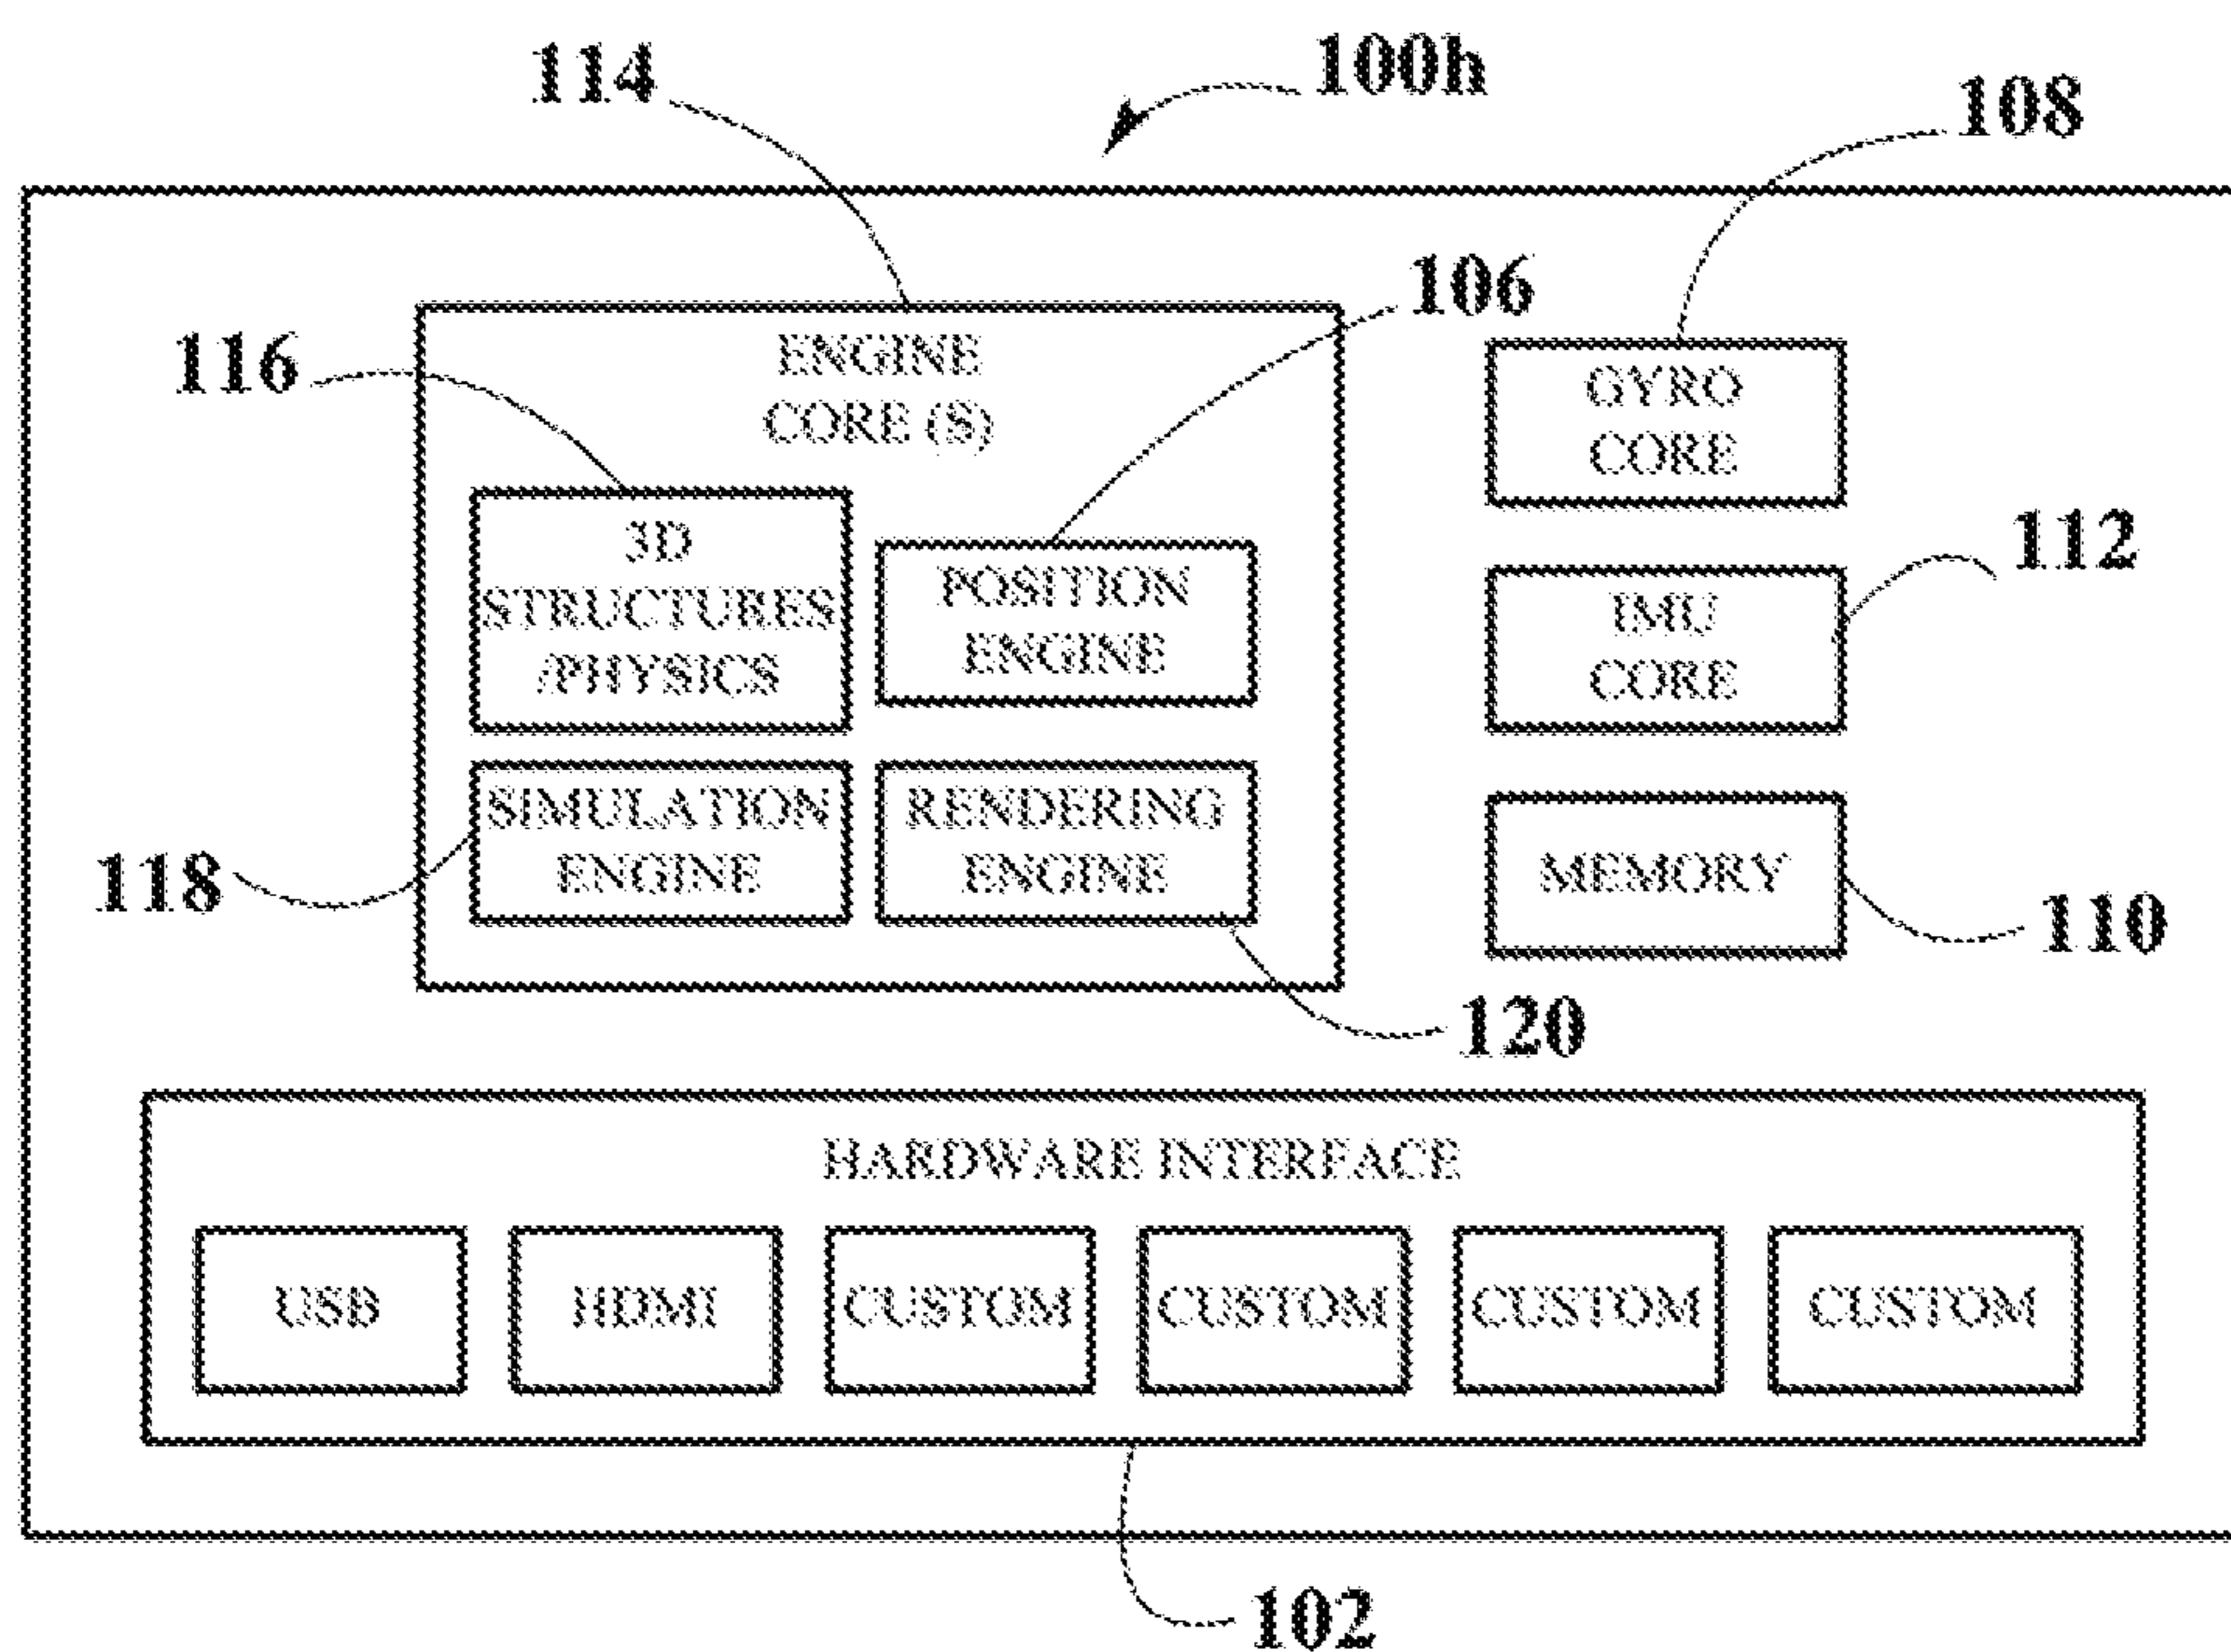 114
100h
108
106
116
ENGINE
CORE (S)
GYRO
CORE
112
3D
STRUCTURES
/PHYSICS
POSITION
ENGINE
IMU
CORE
SIMULATION
ENGINE
RENDERING
ENGINE
MEMORY
118
110
120
HARDWARE INTERFACE
USB
HDMI
CUSTOM
CUSTOM
CUSTOM
CUSTOM
102